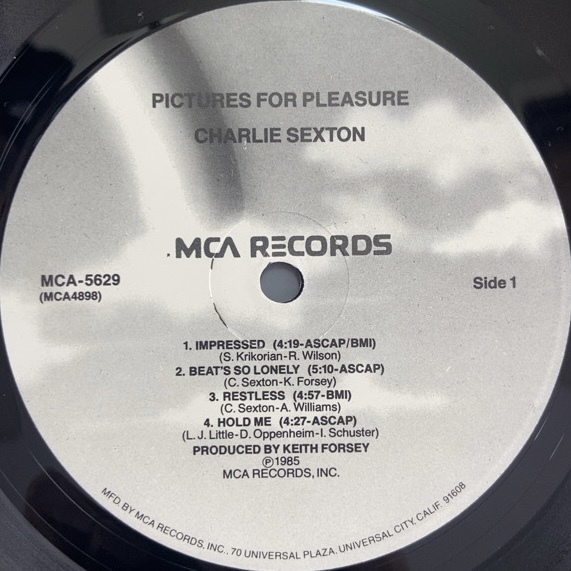 PICTURES FOR PLEASURE
CHARLIE SEXTON
MCA RECORDS
MCA-5629
(MCA4898)
Side 1
1. IMPRESSED (4:19-ASCAP/BMI)
(S. Krikorian-R. Wilson)
2. BEAT'S SO LONELY (5:10-ASCAP)
(C. Sexton-K. Forsey)
3. RESTLESS (4:57-BMI)
(C. Sexton-A. Williams)
4. HOLD ME (4:27-ASCAP)
(L. J. Little-D. Oppenheim-I. Schuster)
PRODUCED BY KEITH FORSEY
℗1985
MCA RECORDS, INC.
MFD. BY MCA RECORDS, INC., 70 UNIVERSAL PLAZA, UNIVERSAL CITY, CALIF. 91608